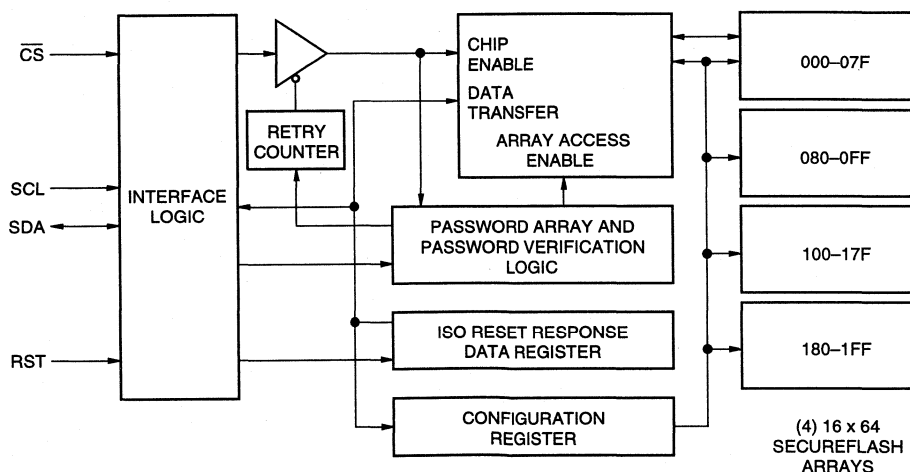 CS
SCL
SDA
RST
INTERFACE
LOGIC
RETRY
COUNTER
CHIP
ENABLE
DATA
TRANSFER
ARRAY ACCESS
ENABLE
PASSWORD ARRAY AND
PASSWORD VERIFICATION
LOGIC
ISO RESET RESPONSE
DATA REGISTER
CONFIGURATION
REGISTER
000–07F
080–0FF
100–17F
180–1FF
(4) 16 x 64
SECUREFLASH
ARRAYS